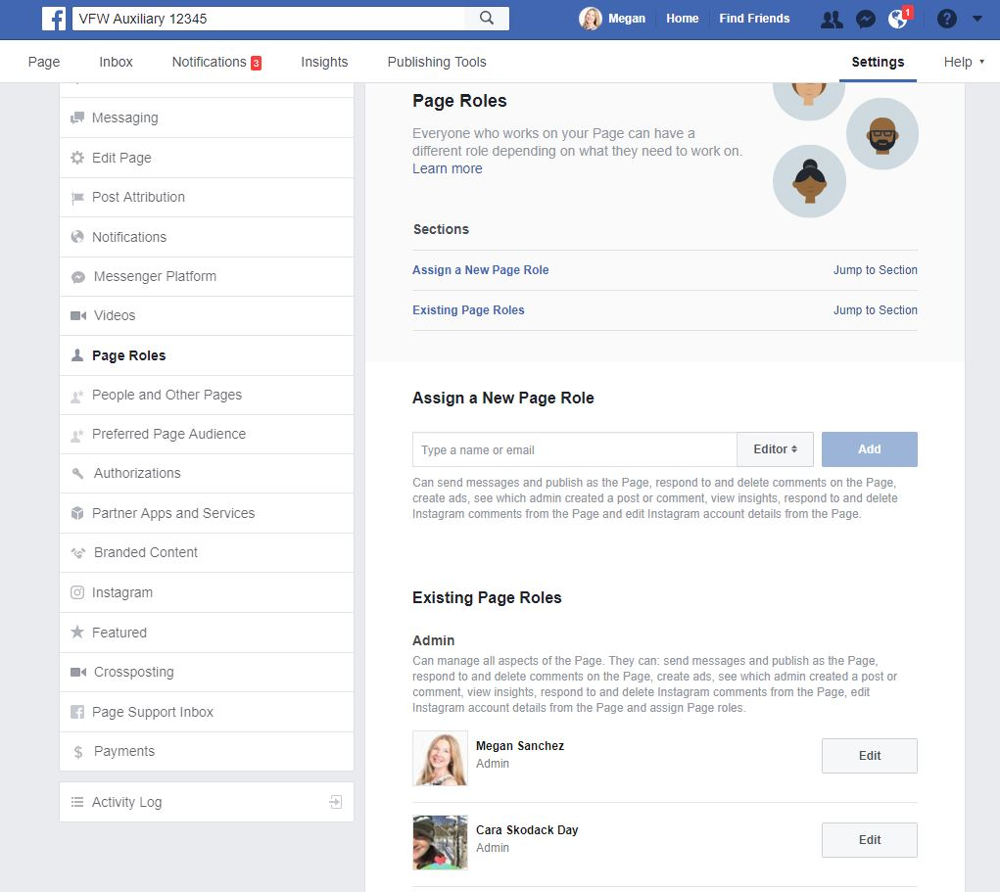 VFW Auxiliary 12345
Megan
Home
Find Friends
1
?
Page
Inbox
Notifications 3
Insights
Publishing Tools
Settings
Help
Messaging
Edit Page
Post Attribution
Notifications
Messenger Platform
Videos
Page Roles
People and Other Pages
Preferred Page Audience
Authorizations
Partner Apps and Services
Branded Content
Instagram
Featured
Crossposting
Page Support Inbox
$ Payments
Activity Log
Page Roles
Everyone who works on your Page can have a
different role depending on what they need to work on.
Learn more
Sections
Assign a New Page Role Jump to Section
Existing Page Roles Jump to Section
Assign a New Page Role
Type a name or email Editor Add
Can send messages and publish as the Page, respond to and delete comments on the Page,
create ads, see which admin created a post or comment, view insights, respond to and delete
Instagram comments from the Page and edit Instagram account details from the Page.
Existing Page Roles
Admin
Can manage all aspects of the Page. They can: send messages and publish as the Page,
respond to and delete comments on the Page, create ads, see which admin created a post or
comment, view insights, respond to and delete Instagram comments from the Page, edit
Instagram account details from the Page and assign Page roles.
Megan Sanchez
Admin
Edit
Cara Skodack Day
Admin
Edit